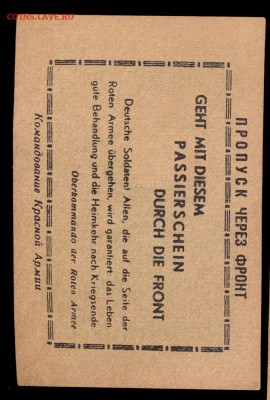 COINS.LAVE.RU
ПРОПУСК ЧЕРЕЗ ФРОНТ
GEHT MIT DIESEM
PASSIERSCHEIN
DURCH DIE FRONT
Deutsche Soldaten! Allen, die auf die Seite der
Roten Armee übergehen, wird garantiert das Leben
gute Behandlung und die Heimkehr nach Kriegsende
Oberkommando der Roten Armee
Командование Красной Армии